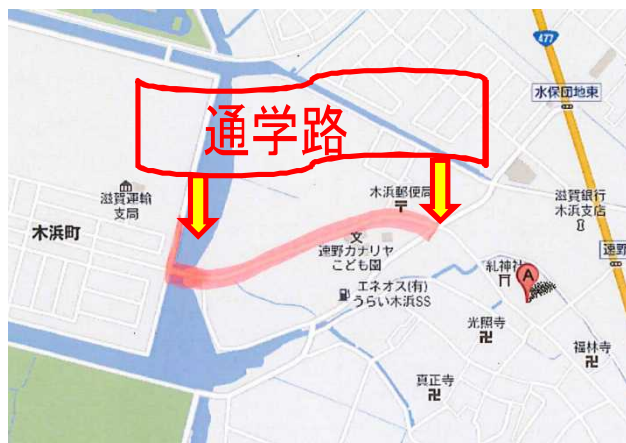 477
水保団地東
通学路
木浜郵便局
滋賀運輸
支局
滋賀銀行
木浜支店
木浜町
速野カナリヤ
こども園
速野
札神社
A
エネオス(有)
うらい木浜SS
光照寺
福林寺
真正寺